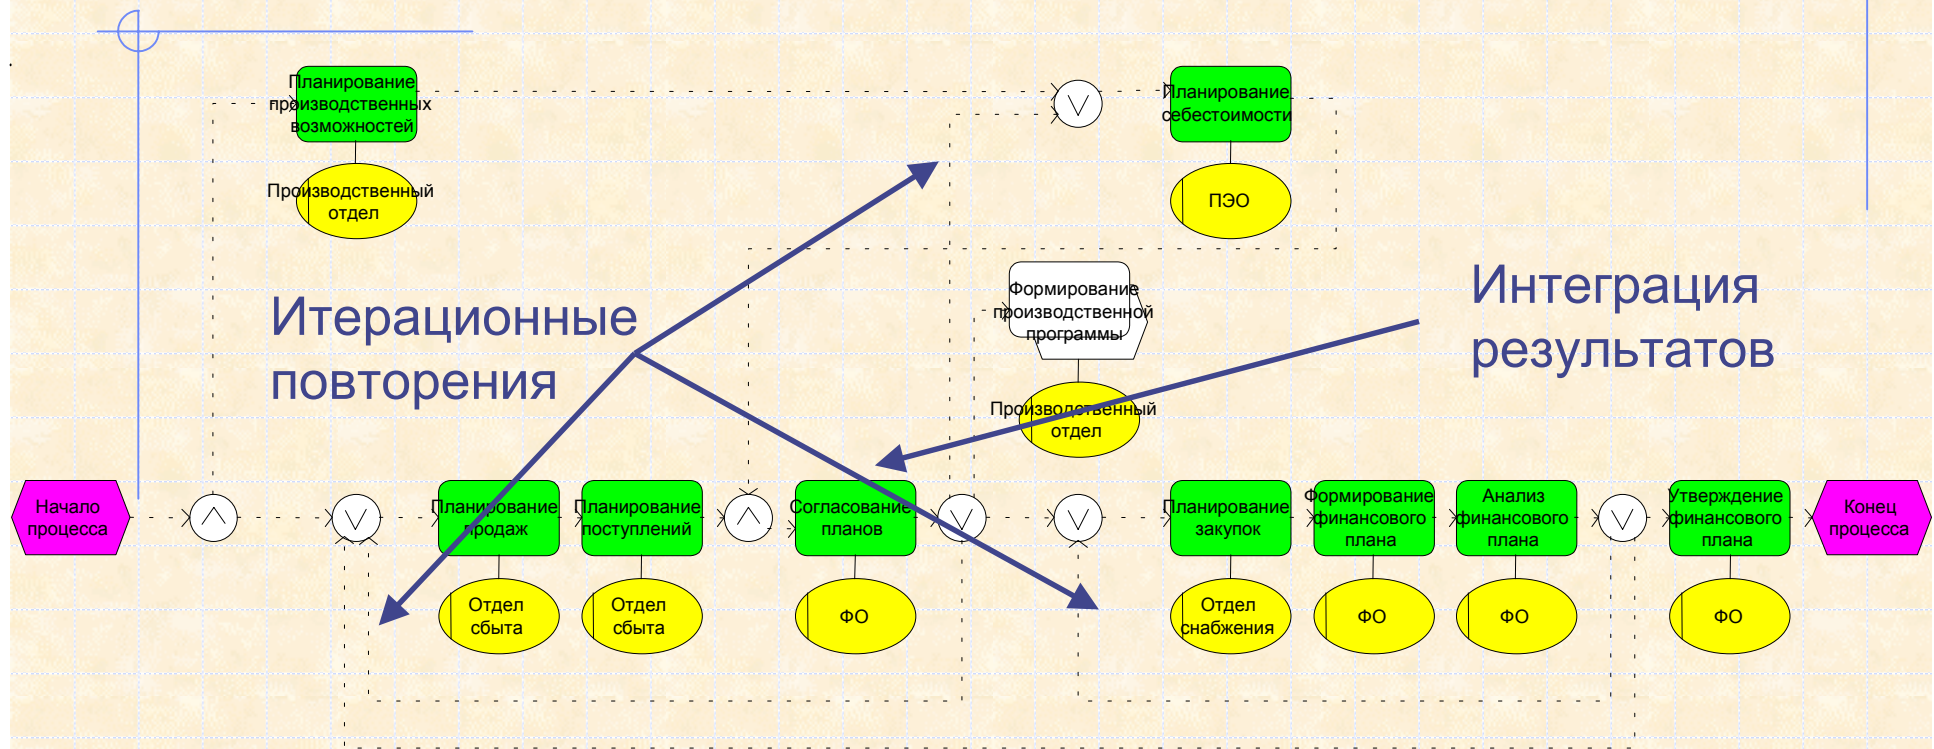 Планирование
производственных
возможностей
Производственный
отдел
Планирование
себестоимости
ПЭО
Формирование
производственной
программы
Производственный
отдел
Итерационные
повторения
Интеграция
результатов
Начало
процесса
Планирование
продаж
Отдел
сбыта
Планирование
поступлений
Отдел
сбыта
Согласование
планов
ФО
Планирование
закупок
Отдел
снабжения
Формирование
финансового
плана
ФО
Анализ
финансового
плана
ФО
Утверждение
финансового
плана
ФО
Конец
процесса